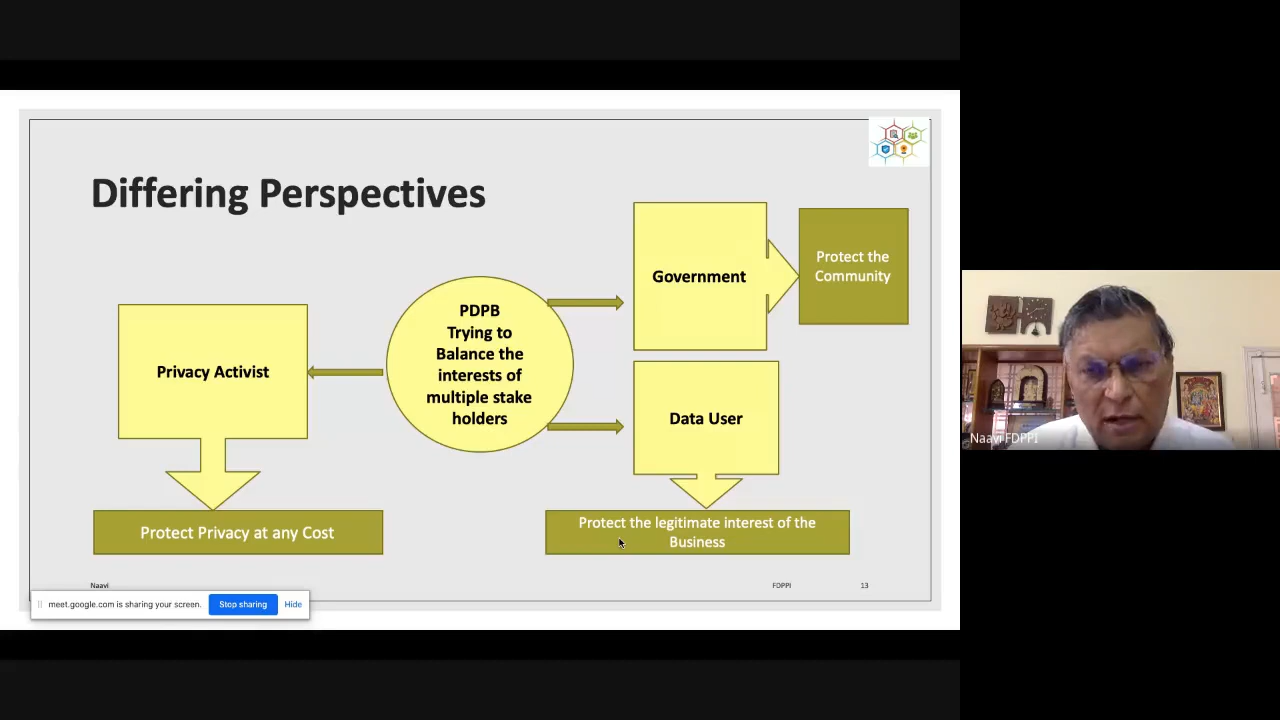 Differing Perspectives
Privacy Activist
Protect Privacy at any Cost
PDPB
Trying to
Balance the
interests of
multiple stake
holders
Government
Protect the
Community
Data User
Protect the legitimate interest of the
Business
Naavi
FDPPI
13
meet.google.com is sharing your screen.
Stop sharing
Hide
Naavi FDPPI